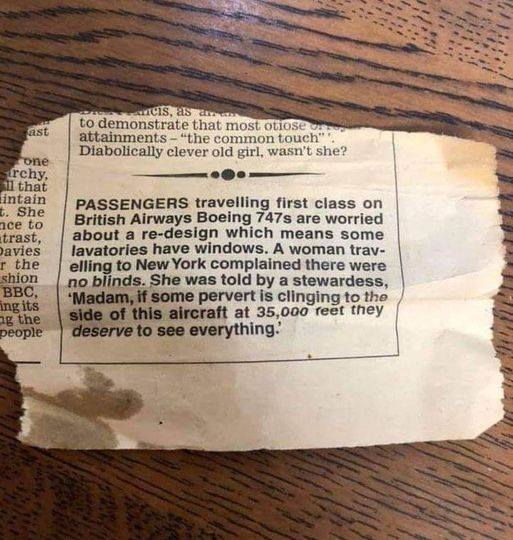 ast
one
rchy,
all that
intain
t. She
nce to
trast,
Davies
r the
shion
BBC,
ing its
ng the
people
to demonstrate that most otiose
attainments – "the common touch"'.
Diabolically clever old girl, wasn't she?
PASSENGERS travelling first class on
British Airways Boeing 747s are worried
about a re-design which means some
lavatories have windows. A woman trav-
elling to New York complained there were
no blinds. She was told by a stewardess,
'Madam, if some pervert is clinging to the
side of this aircraft at 35,000 feet they
deserve to see everything.'